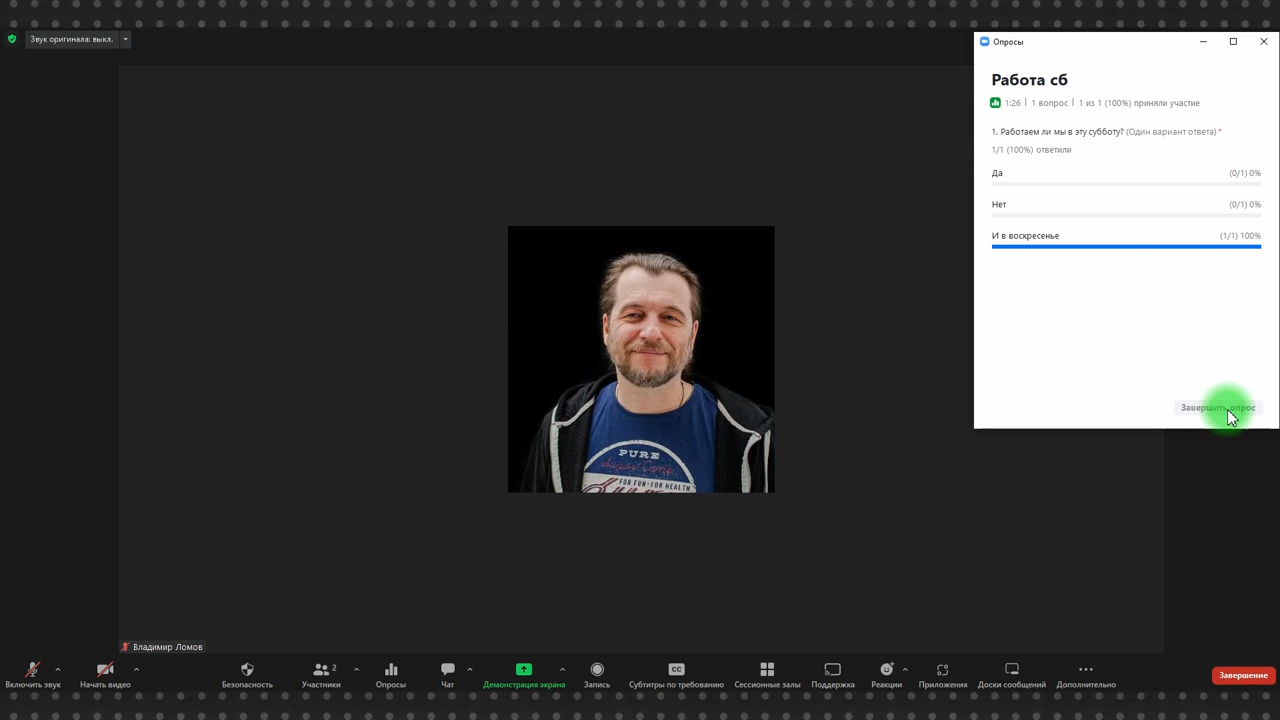 Звук оригинала: выкл.
Опросы
Работа сб
1:26 | 1 вопрос | 1 из 1 (100%) приняли участие
1. Работаем ли мы в эту субботу? (Один вариант ответа) *
1/1 (100%) ответили
Да (0/1) 0%
Нет (0/1) 0%
И в воскресенье (1/1) 100%
Завершить опрос
PURE
Sugar Cane
FOR FUN-FOR HEALTH
Владимир Ломов
Включить звук
Начать видео
Безопасность
Участники 2
Опросы
Чат
Демонстрация экрана
Запись
CC
Субтитры по требованию
Сессионные залы
Поддержка
Реакции
Приложения
Доски сообщений
Дополнительно
Завершение